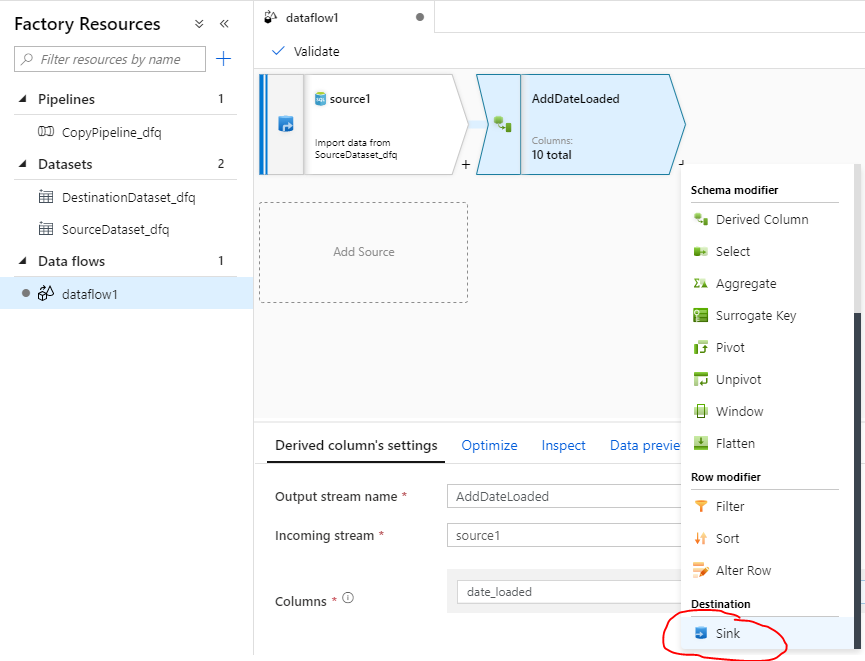 Factory Resources
dataflow1
Filter resources by name
Validate
Pipelines 1
CopyPipeline_dfq
Datasets 2
DestinationDataset_dfq
SourceDataset_dfq
Data flows 1
dataflow1
source1
Import data from
SourceDataset_dfq
+
AddDateLoaded
Columns:
10 total
Add Source
Schema modifier
Derived Column
Select
Aggregate
Surrogate Key
Pivot
Unpivot
Window
Flatten
Row modifier
Filter
Sort
Alter Row
Destination
Sink
Derived column's settings Optimize Inspect Data previe
Output stream name * AddDateLoaded
Incoming stream * source1
Columns * date_loaded